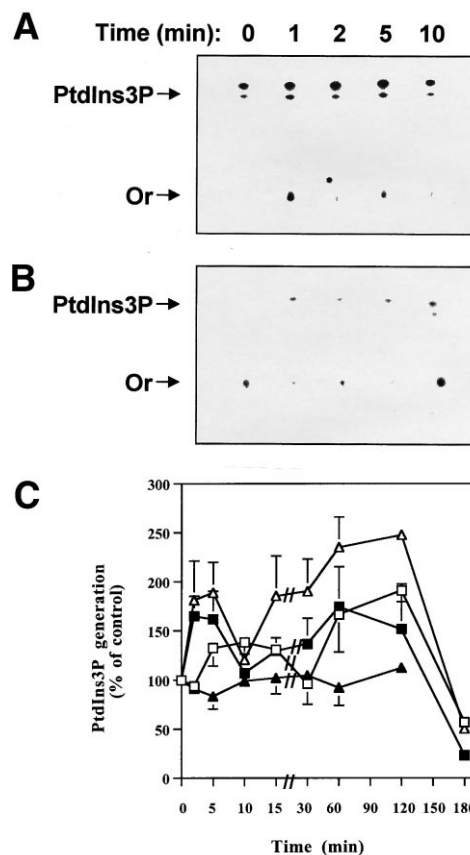 A
Time (min): 0 1 2 5 10
PtdIns3P
Or
B
PtdIns3P
Or
C
PtdIns3P generation
(% of control)
300
250
200
150
100
50
0
0 5 10 15 30 60 90 120 150 180
Time (min)